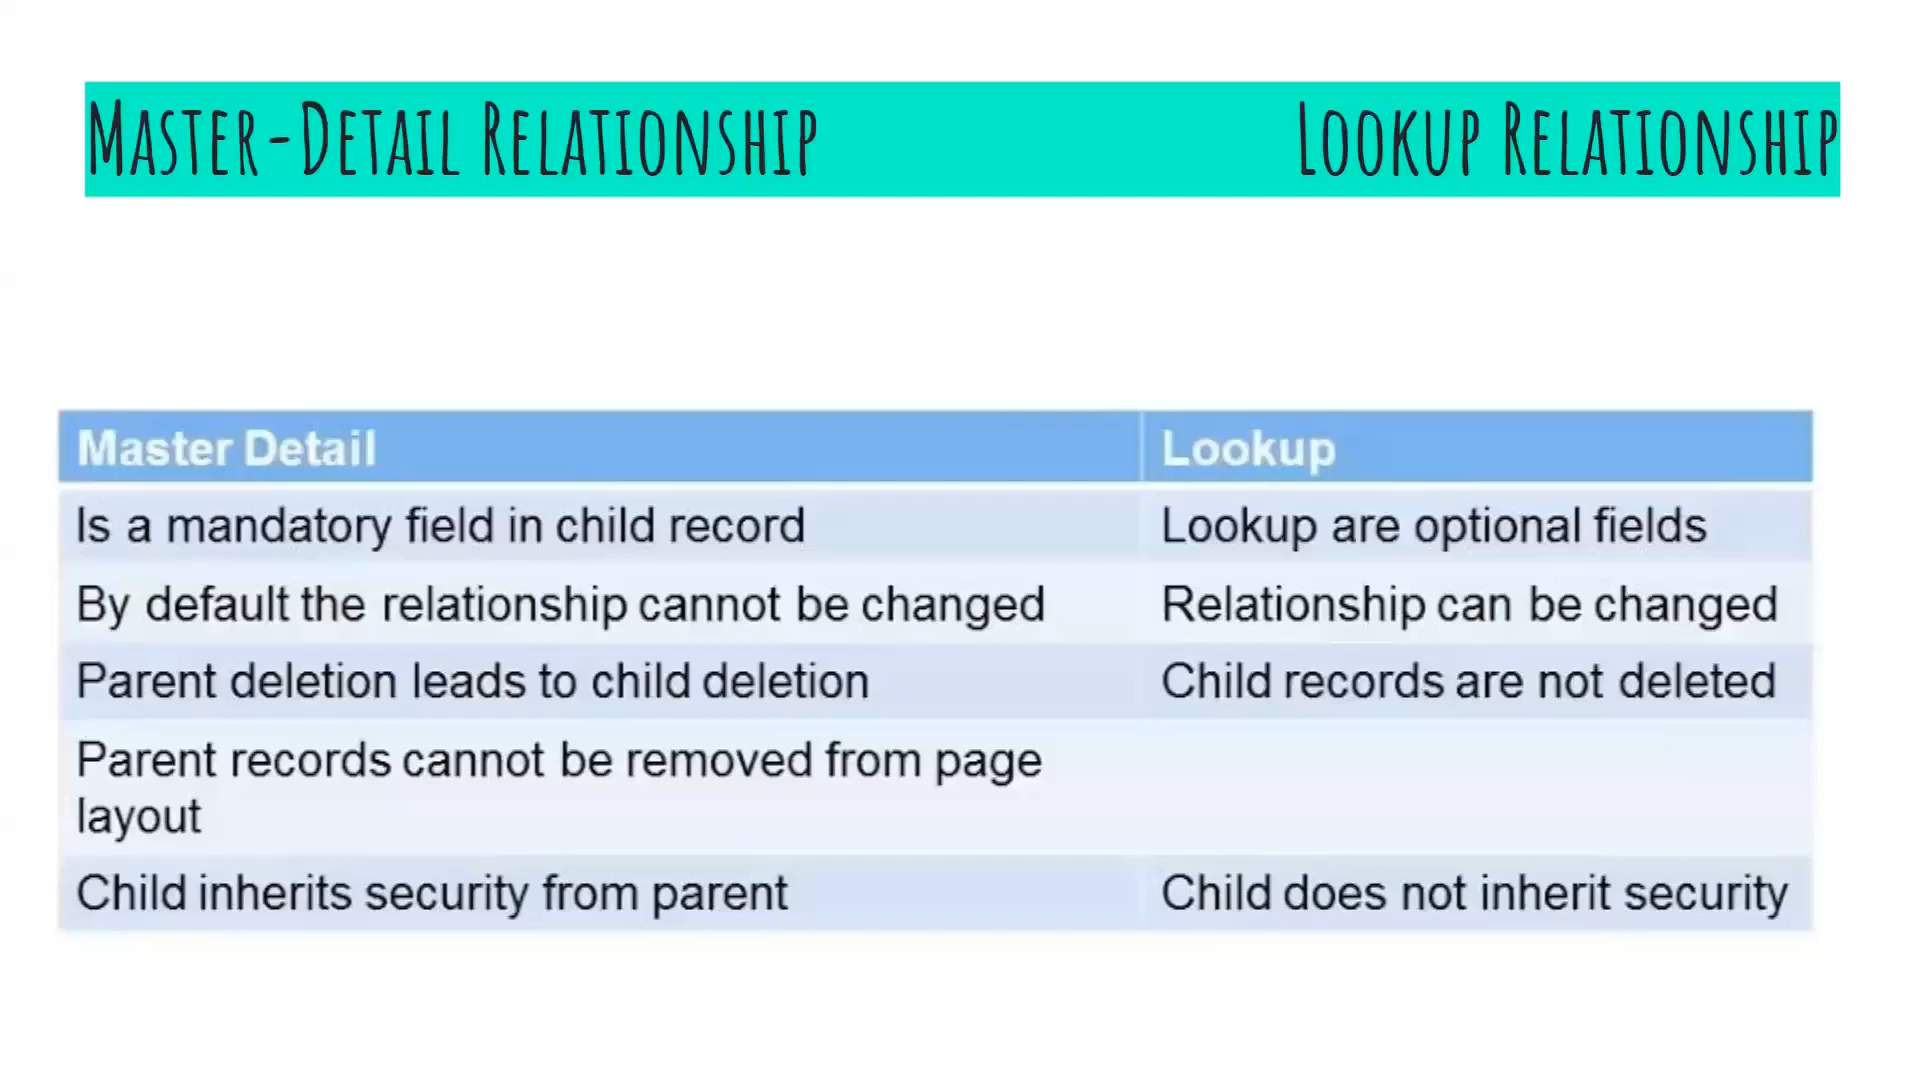 Master-Detail Relationship Lookup Relationship
Master Detail Lookup
Is a mandatory field in child record Lookup are optional fields
By default the relationship cannot be changed Relationship can be changed
Parent deletion leads to child deletion Child records are not deleted
Parent records cannot be removed from page
layout
Child inherits security from parent Child does not inherit security